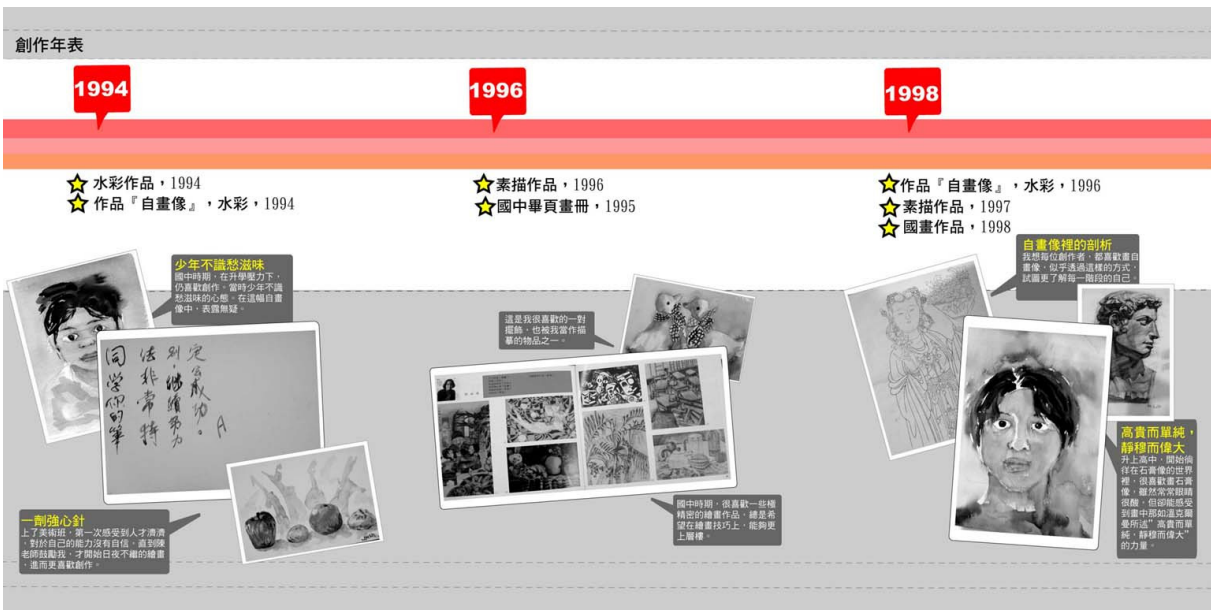 創作年表
1994
1996
1998
水彩作品，1994
作品『自畫像』，水彩，1994
素描作品，1996
國中畢頁畫冊，1995
作品『自畫像』，水彩，1996
素描作品，1997
國畫作品，1998
少年不識愁滋味
國中時期，在升學壓力下，
仍喜歡創作。當時少年不識
愁滋味的心態。在這幅自畫
像中，表露無疑。
同學你的筆
法非常特
別，繼續努力
定會成功。
A
一劑強心針
上了美術班，第一次感受到人才濟濟
，對於自己的能力沒有自信。直到陳
老師鼓勵我，才開始日夜不繼的繪畫
，進而更喜歡創作。
這是我很喜歡的一對
擺飾，也被我當作描
摹的物品之一。
國中時期，很喜歡一些極
精密的繪畫作品，總是希
望在繪畫技巧上，能夠更
上層樓。
自畫像裡的剖析
我想每位創作者，都喜歡畫自
畫像，似乎透過這樣的方式，
試圖更了解每一階段的自己。
高貴而單純，
靜穆而偉大
升上高中，開始徜
徉在石膏像的世界
裡，很喜歡畫石膏
像，雖然常常眼睛
很酸，但卻能感受
到畫中那如溫克爾
曼所述”高貴而單
純，靜穆而偉大”
的力量。